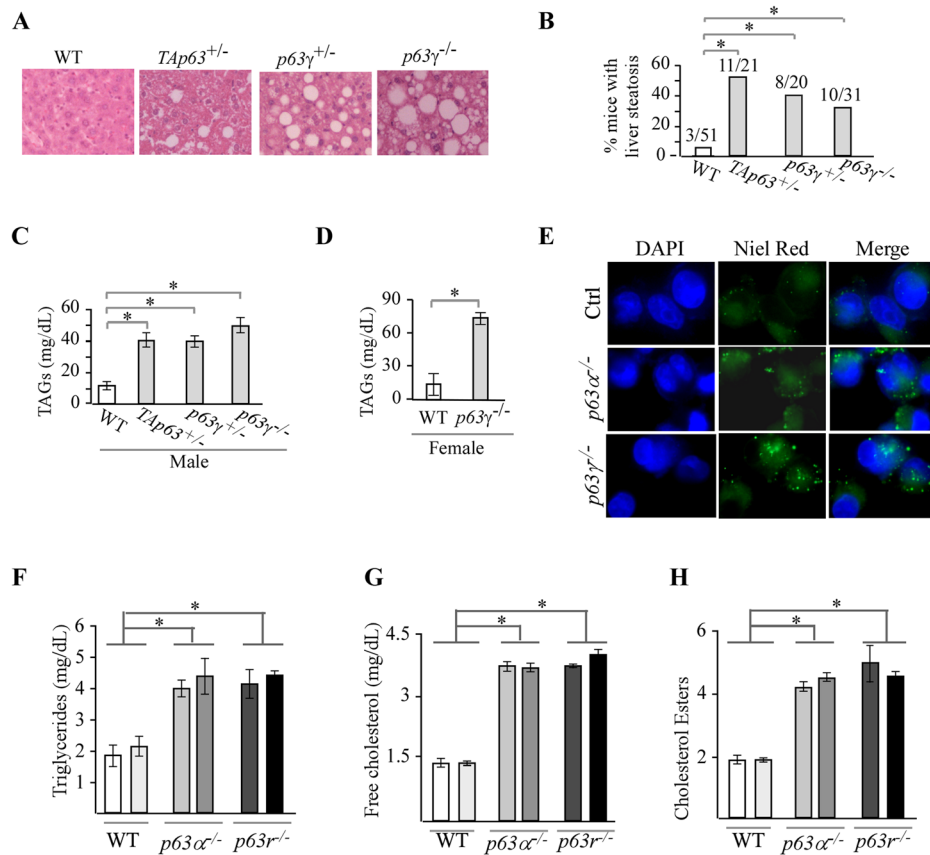 A
WT
TAp63+/-
p63γ+/-
p63γ-/-
B
% mice with
liver steatosis
60
40
20
0
*
*
*
3/51
11/21
8/20
10/31
WT
TAp63+/-
p63γ+/-
p63γ-/-
C
TAGs (mg/dL)
60
40
20
0
*
*
*
WT
TAp63+/-
p63γ+/-
p63γ-/-
Male
D
TAGs (mg/dL)
90
60
30
0
*
WT
p63γ-/-
Female
E
DAPI
Niel Red
Merge
Ctrl
p63α-/-
p63γ-/-
F
Triglycerides (mg/dL)
6
5
4
3
2
1
*
*
WT
p63α-/-
p63r-/-
G
Free cholesterol (mg/dL)
4.5
3
1.5
*
*
WT
p63α-/-
p63r-/-
H
Cholesterol Esters
6
4
2
0
*
*
WT
p63α-/-
p63r-/-